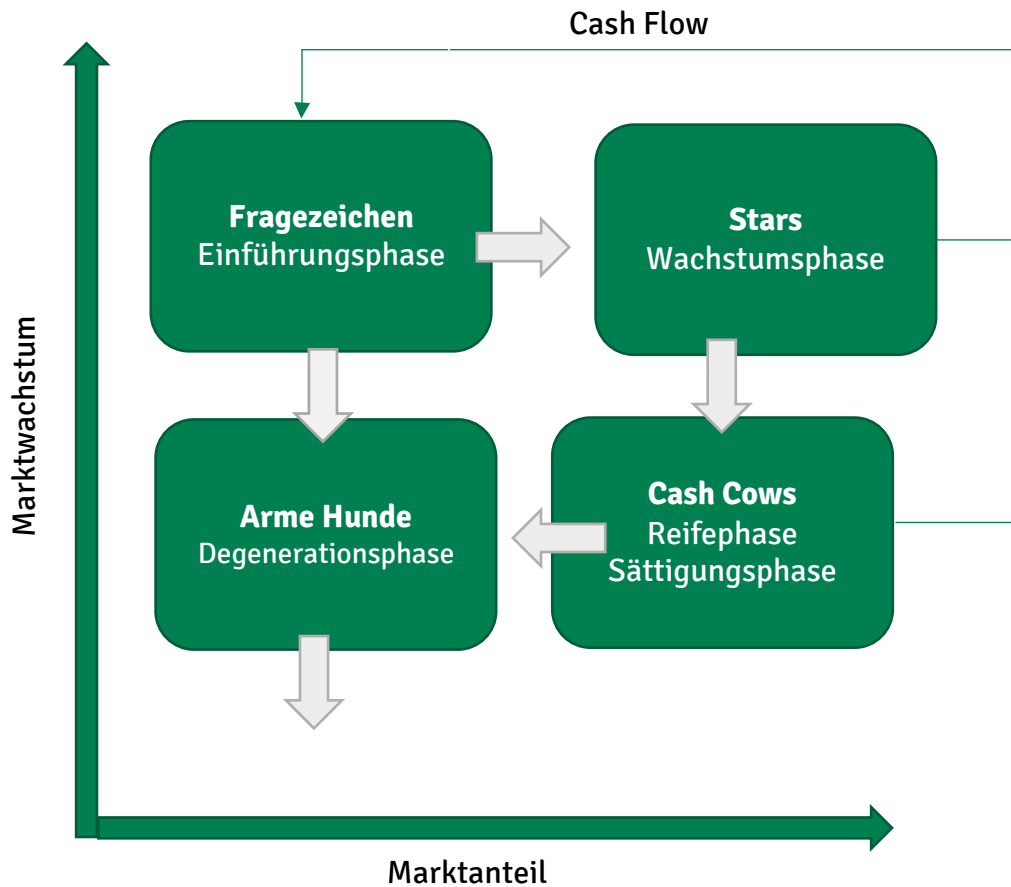 Cash Flow
Fragezeichen
Einführungsphase
Stars
Wachstumsphase
Marktwachstum
Arme Hunde
Degenerationsphase
Cash Cows
Reifephase
Sättigungsphase
Marktanteil